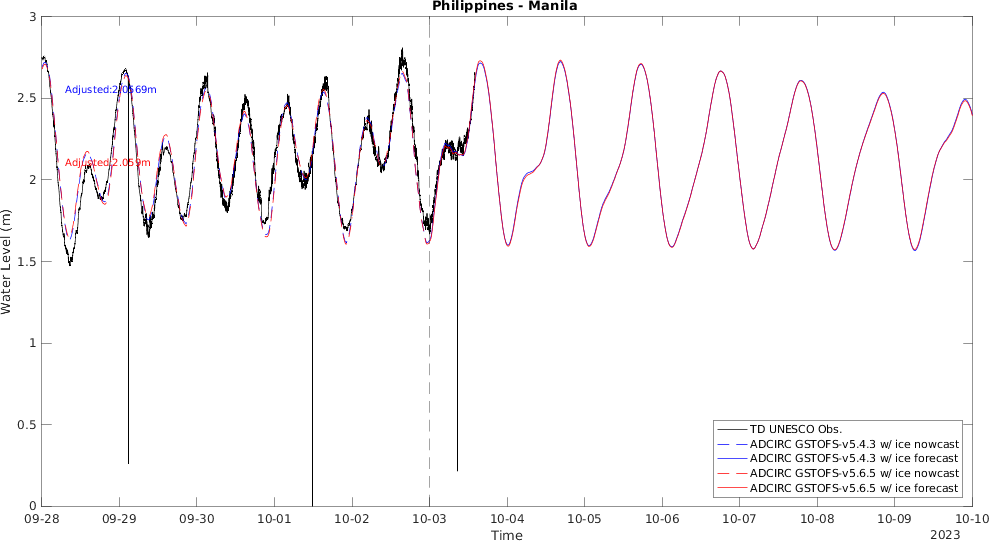 Philippines - Manila
3
2.5
2
1.5
1
0.5
0
Water Level (m)
Adjusted:2.0569m
Adjusted:2.059m
TD UNESCO Obs.
ADCIRC GSTOFS-v5.4.3 w/ ice nowcast
ADCIRC GSTOFS-v5.4.3 w/ ice forecast
ADCIRC GSTOFS-v5.6.5 w/ ice nowcast
ADCIRC GSTOFS-v5.6.5 w/ ice forecast
09-28 09-29 09-30 10-01 10-02 10-03 10-04 10-05 10-06 10-07 10-08 10-09 10-10
Time
2023